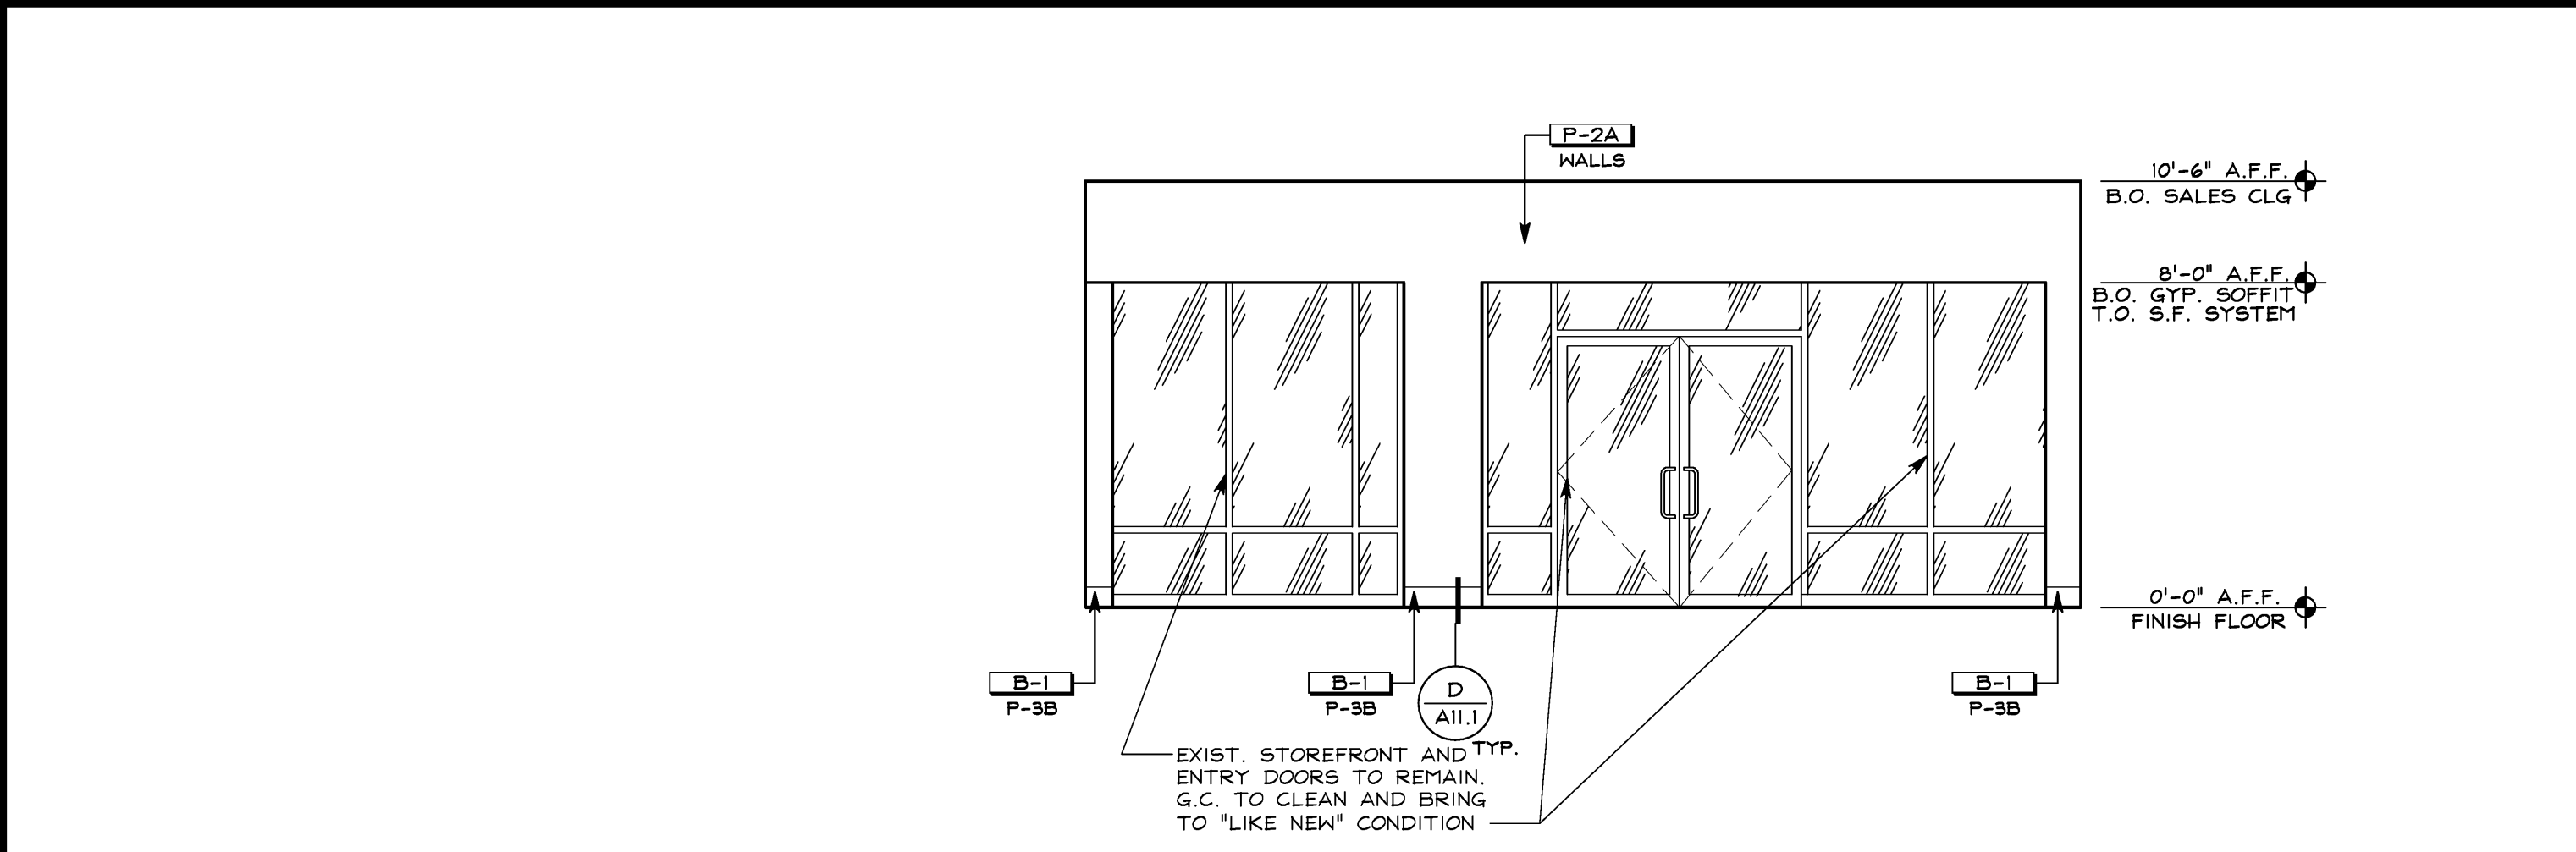 P-2A
WALLS
10'-6" A.F.F.
B.O. SALES CLG
8'-0" A.F.F.
B.O. GYP. SOFFIT
T.O. S.F. SYSTEM
0'-0" A.F.F.
FINISH FLOOR
B-1
P-3B
B-1
P-3B
D
A11.1
TYP.
B-1
P-3B
EXIST. STOREFRONT AND
ENTRY DOORS TO REMAIN.
G.C. TO CLEAN AND BRING
TO "LIKE NEW" CONDITION